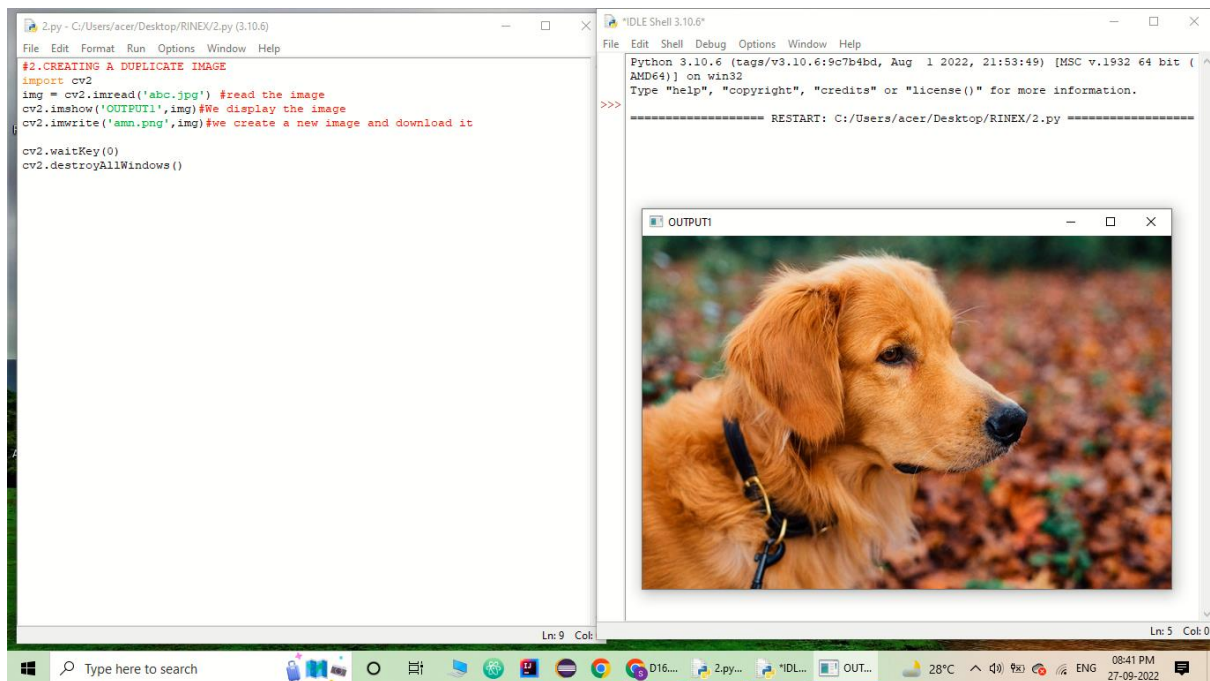 2.py - C:/Users/acer/Desktop/RINEX/2.py (3.10.6)
File Edit Format Run Options Window Help
#2.CREATING A DUPLICATE IMAGE
import cv2
img = cv2.imread('abc.jpg') #read the image
cv2.imshow('OUTPUT1',img)#We display the image
cv2.imwrite('amn.png',img)#we create a new image and download it
cv2.waitKey(0)
cv2.destroyAllWindows()
Ln: 9 Col:
*IDLE Shell 3.10.6*
File Edit Shell Debug Options Window Help
Python 3.10.6 (tags/v3.10.6:9c7b4bd, Aug 1 2022, 21:53:49) [MSC v.1932 64 bit (
AMD64)] on win32
Type "help", "copyright", "credits" or "license()" for more information.
>>>
=================== RESTART: C:/Users/acer/Desktop/RINEX/2.py ==================
OUTPUT1
Ln: 5 Col: 0
Type here to search
D16.... 2.py... *IDL... OUT... 28°C ENG 08:41 PM
27-09-2022